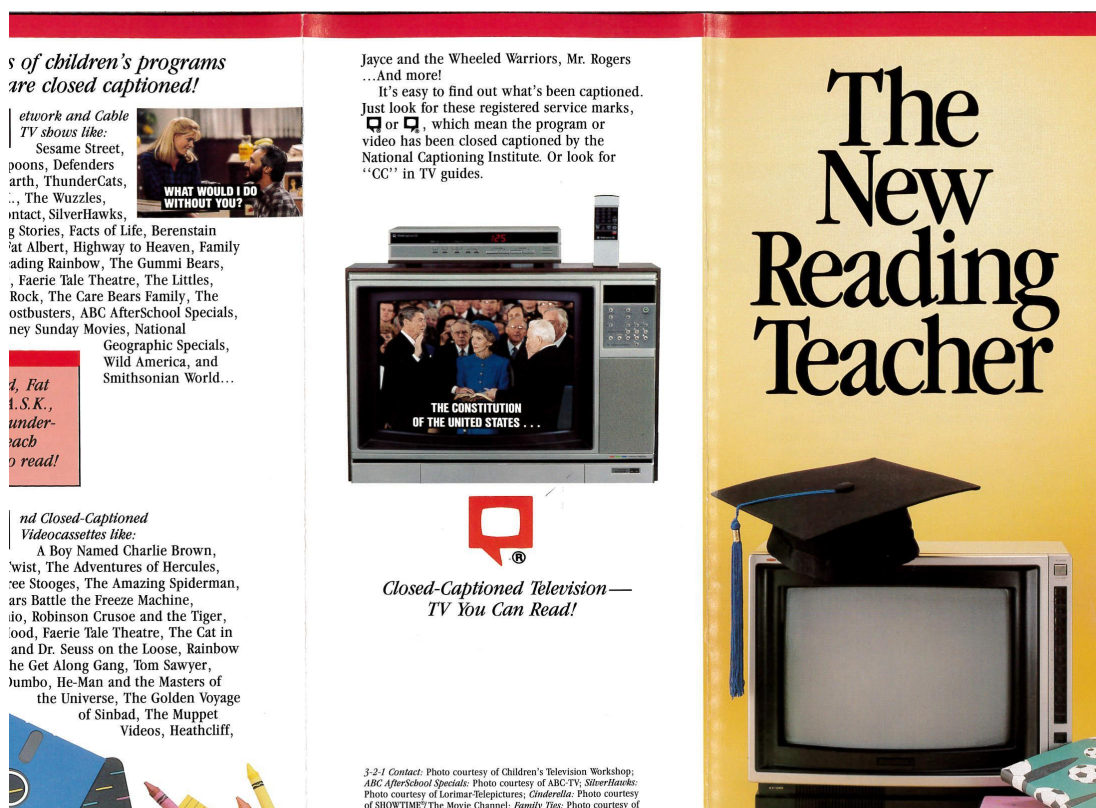 s of children's programs
are closed captioned!
etwork and Cable
TV shows like:
Sesame Street,
poons, Defenders
arth, ThunderCats,
., The Wuzzles,
ontact, SilverHawks,
g Stories, Facts of Life, Berenstain
Fat Albert, Highway to Heaven, Family
eading Rainbow, The Gummi Bears,
, Faerie Tale Theatre, The Littles,
Rock, The Care Bears Family, The
ostbusters, ABC AfterSchool Specials,
ney Sunday Movies, National
Geographic Specials,
Wild America, and
Smithsonian World...
WHAT WOULD I DO
WITHOUT YOU?
d, Fat
A.S.K.,
under-
each
o read!
nd Closed-Captioned
Videocassettes like:
A Boy Named Charlie Brown,
Twist, The Adventures of Hercules,
ree Stooges, The Amazing Spiderman,
ars Battle the Freeze Machine,
io, Robinson Crusoe and the Tiger,
ood, Faerie Tale Theatre, The Cat in
and Dr. Seuss on the Loose, Rainbow
he Get Along Gang, Tom Sawyer,
Dumbo, He-Man and the Masters of
the Universe, The Golden Voyage
of Sinbad, The Muppet
Videos, Heathcliff,
Jayce and the Wheeled Warriors, Mr. Rogers
...And more!
It's easy to find out what's been captioned.
Just look for these registered service marks,
® or ®, which mean the program or
video has been closed captioned by the
National Captioning Institute. Or look for
"CC" in TV guides.
125
THE CONSTITUTION
OF THE UNITED STATES . . .
®
Closed-Captioned Television—
TV You Can Read!
3-2-1 Contact: Photo courtesy of Children's Television Workshop;
ABC AfterSchool Specials: Photo courtesy of ABC-TV; SilverHawks:
Photo courtesy of Lorimar-Telepictures; Cinderella: Photo courtesy
of SHOWTIME®/The Movie Channel; Family Ties: Photo courtesy of
The
New
Reading
Teacher